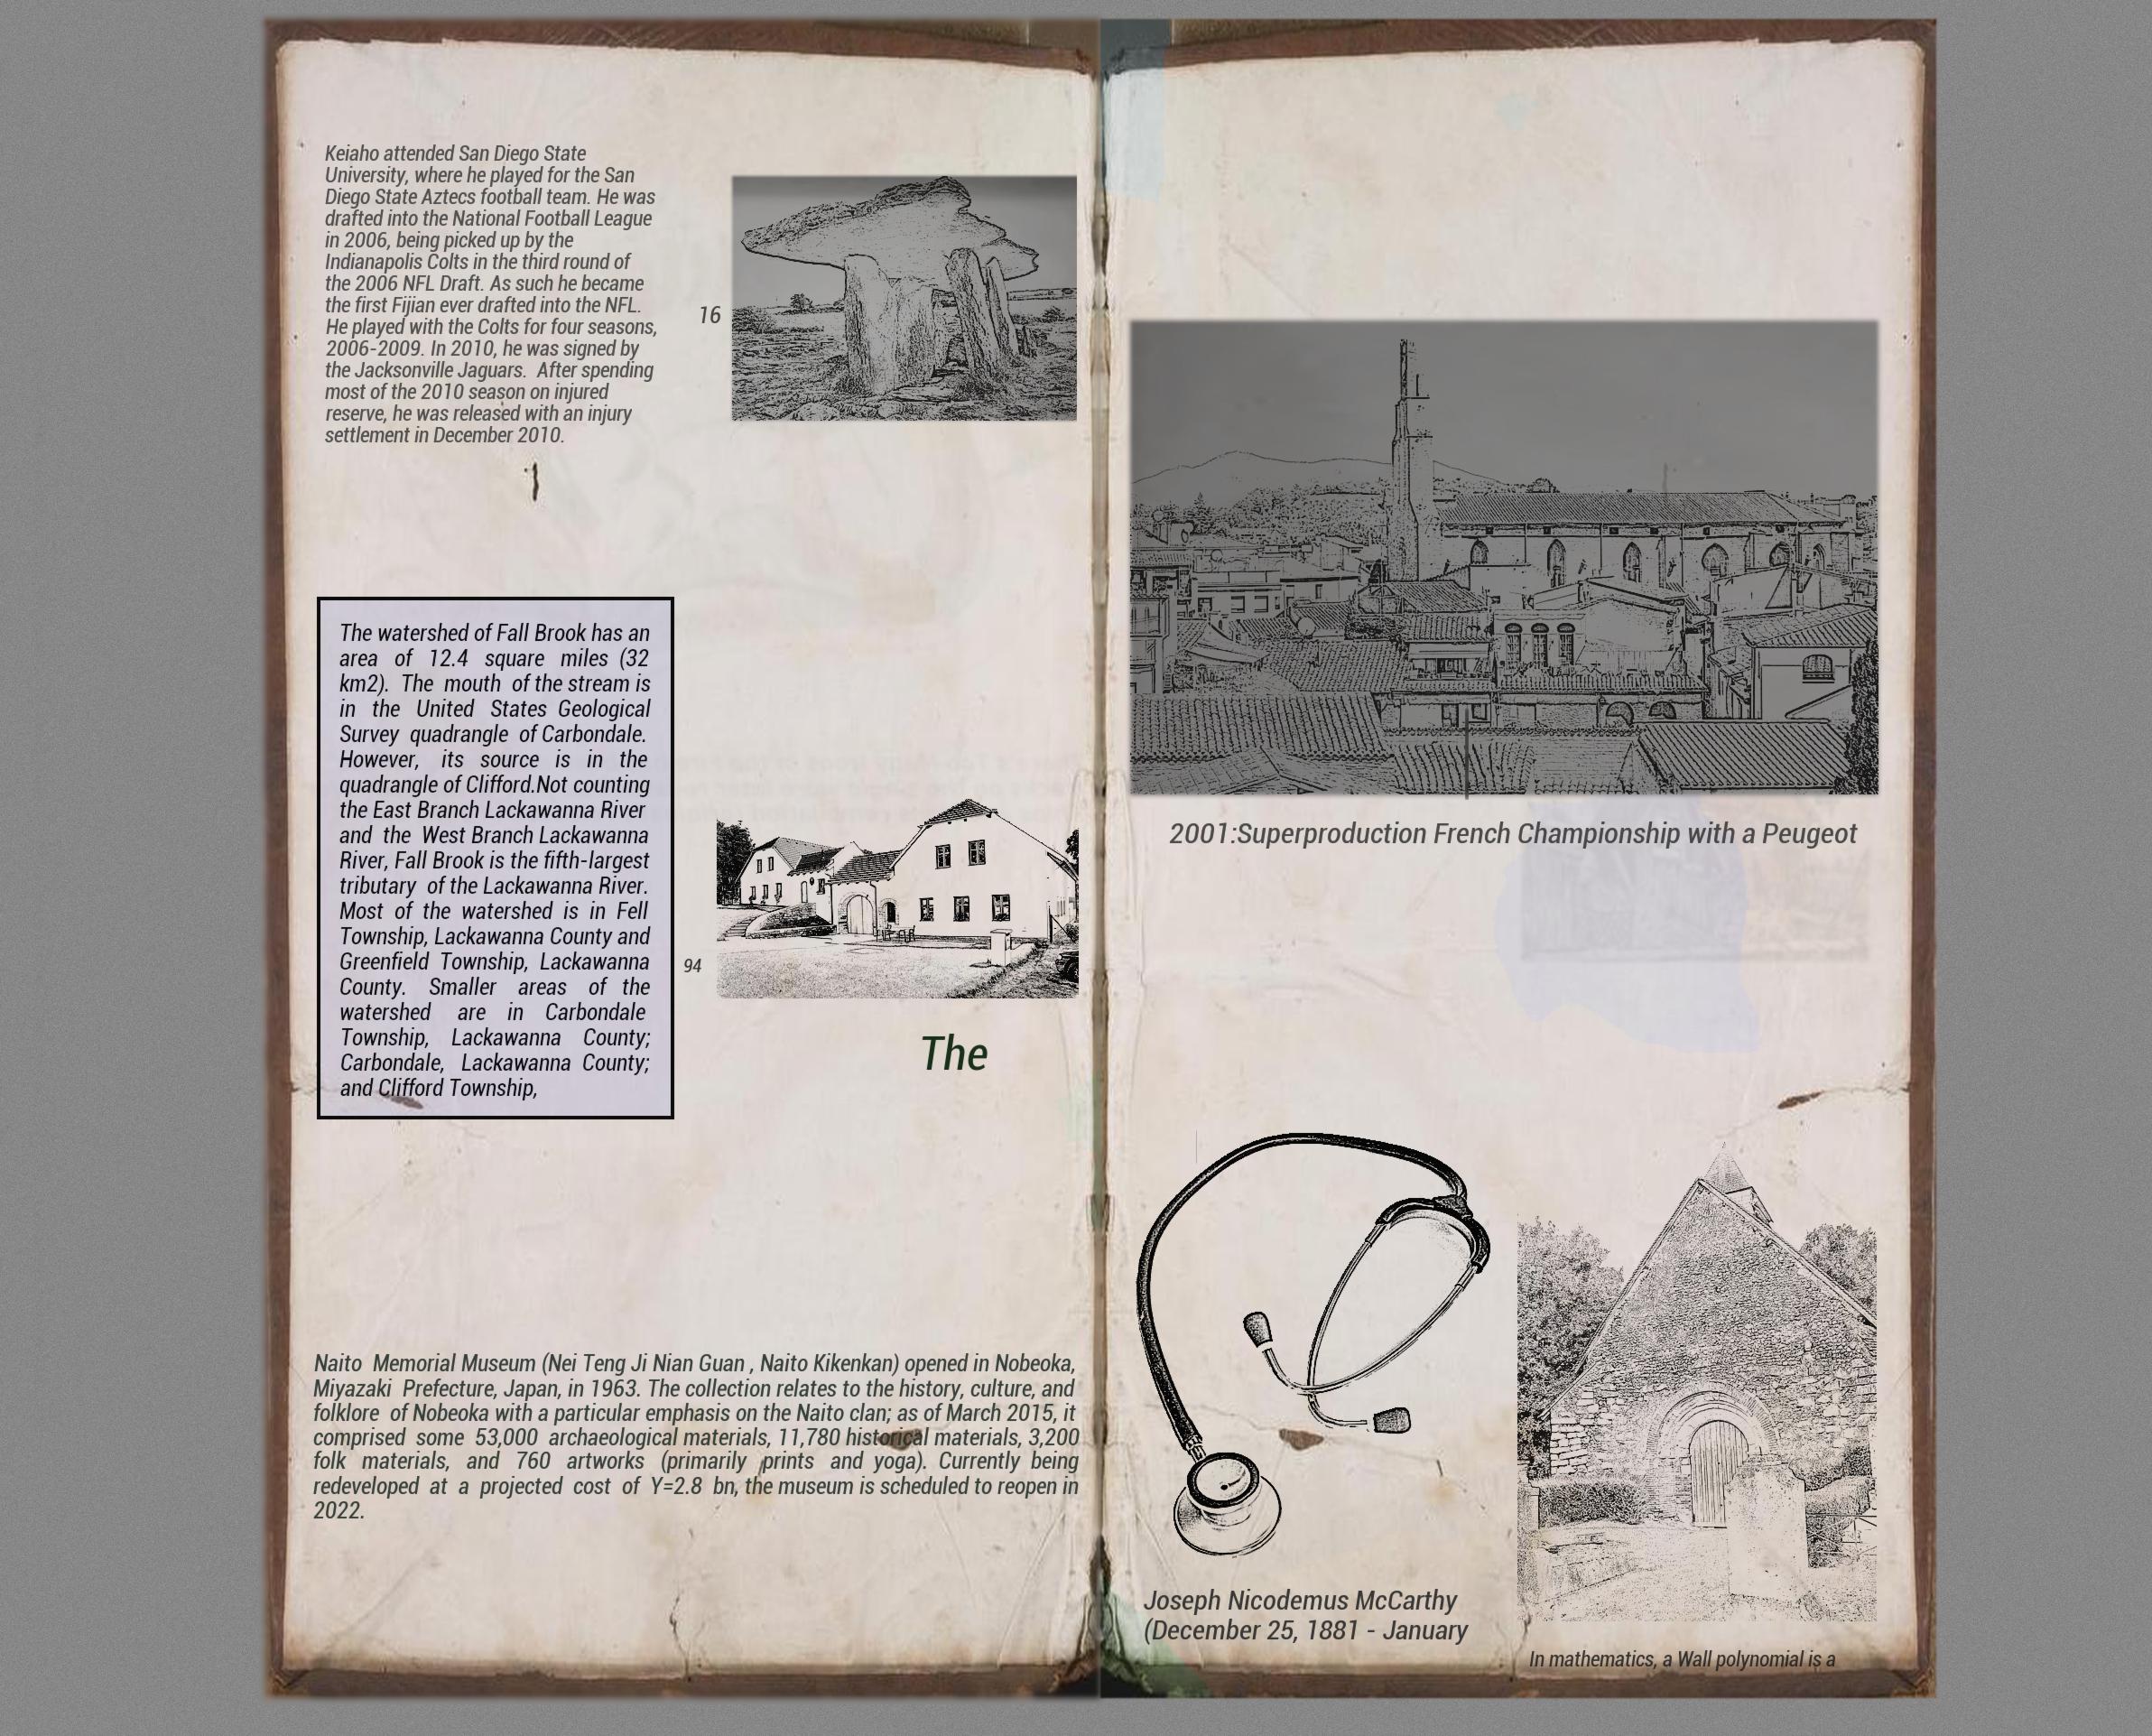 Keiaho attended San Diego State
University, where he played for the San
Diego State Aztecs football team. He was
drafted into the National Football League
in 2006, being picked up by the
Indianapolis Colts in the third round of
the 2006 NFL Draft. As such he became
the first Fijian ever drafted into the NFL.
He played with the Colts for four seasons,
2006-2009. In 2010, he was signed by
the Jacksonville Jaguars. After spending
most of the 2010 season on injured
reserve, he was released with an injury
settlement in December 2010.
16
The watershed of Fall Brook has an
area of 12.4 square miles (32
km2). The mouth of the stream is
in the United States Geological
Survey quadrangle of Carbondale.
However, its source is in the
quadrangle of Clifford.Not counting
the East Branch Lackawanna River
and the West Branch Lackawanna
River, Fall Brook is the fifth-largest
tributary of the Lackawanna River.
Most of the watershed is in Fell
Township, Lackawanna County and
Greenfield Township, Lackawanna
County. Smaller areas of the
watershed are in Carbondale
Township, Lackawanna County;
Carbondale, Lackawanna County;
and Clifford Township,
94
The
Naito Memorial Museum (Nei Teng Ji Nian Guan , Naito Kikenkan) opened in Nobeoka,
Miyazaki Prefecture, Japan, in 1963. The collection relates to the history, culture, and
folklore of Nobeoka with a particular emphasis on the Naito clan; as of March 2015, it
comprised some 53,000 archaeological materials, 11,780 historical materials, 3,200
folk materials, and 760 artworks (primarily prints and yoga). Currently being
redeveloped at a projected cost of Y=2.8 bn, the museum is scheduled to reopen in
2022.
2001:Superproduction French Championship with a Peugeot
Joseph Nicodemus McCarthy
(December 25, 1881 - January
In mathematics, a Wall polynomial is a